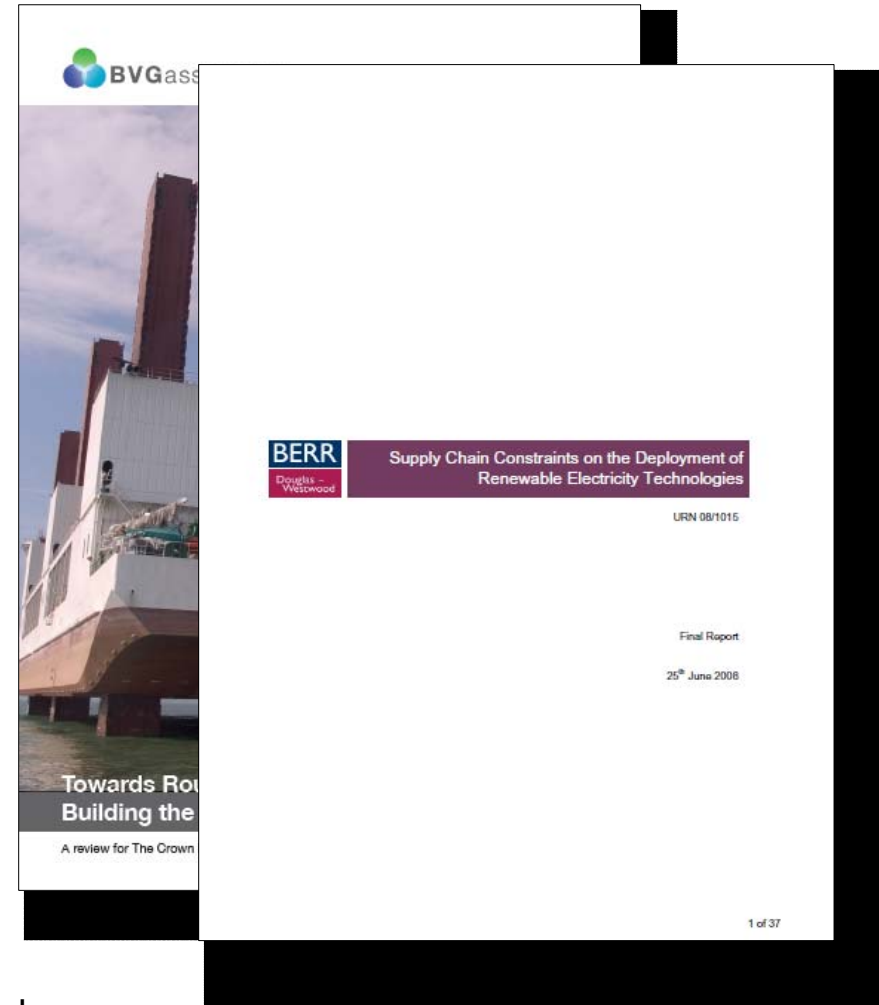 BVGass
Towards Rou
Building the
A review for The Crown
BERR
Douglas –
Westwood
Supply Chain Constraints on the Deployment of
Renewable Electricity Technologies
URN 08/1015
Final Report
25th June 2008
1 of 37